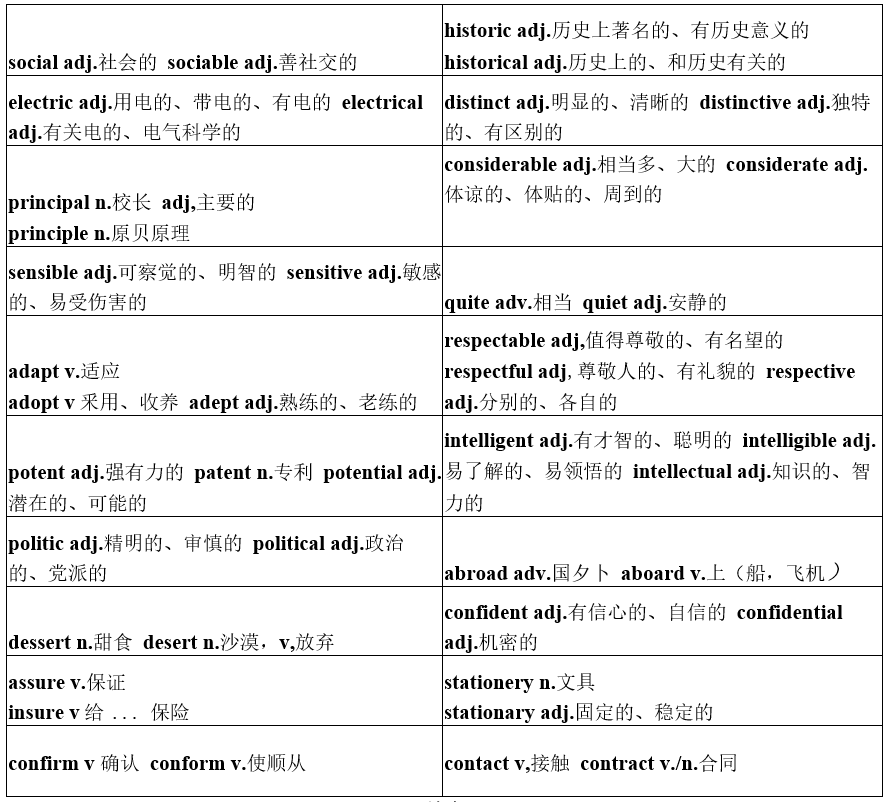 social adj.社会的 sociable adj.善社交的
historic adj.历史上著名的、有历史意义的
historical adj.历史上的、和历史有关的
electric adj.用电的、带电的、有电的 electrical
adj.有关电的、电气科学的
distinct adj.明显的、清晰的 distinctive adj.独特
的、有区别的
principal n.校长 adj,主要的
principle n.原贝原理
considerable adj.相当多、大的 considerate adj.
体谅的、体贴的、周到的
sensible adj.可察觉的、明智的 sensitive adj.敏感
的、易受伤害的
quite adv.相当 quiet adj.安静的
adapt v.适应
adopt v 釆用、收养 adept adj.熟练的、老练的
respectable adj,值得尊敬的、有名望的
respectful adj, 尊敬人的、有礼貌的 respective
adj.分别的、各自的
potent adj.强有力的 patent n.专利 potential adj.
潜在的、可能的
intelligent adj.有才智的、聪明的 intelligible adj.
易了解的、易领悟的 intellectual adj.知识的、智
力的
politic adj.精明的、审慎的 political adj.政治
的、党派的
abroad adv.国夕卜 aboard v.上（船，飞机）
dessert n.甜食 desert n.沙漠，v,放弃
confident adj.有信心的、自信的 confidential
adj.机密的
assure v.保证
insure v 给 ... 保险
stationery n.文具
stationary adj.固定的、稳定的
confirm v 确认 conform v.使顺从
contact v,接触 contract v./n.合同